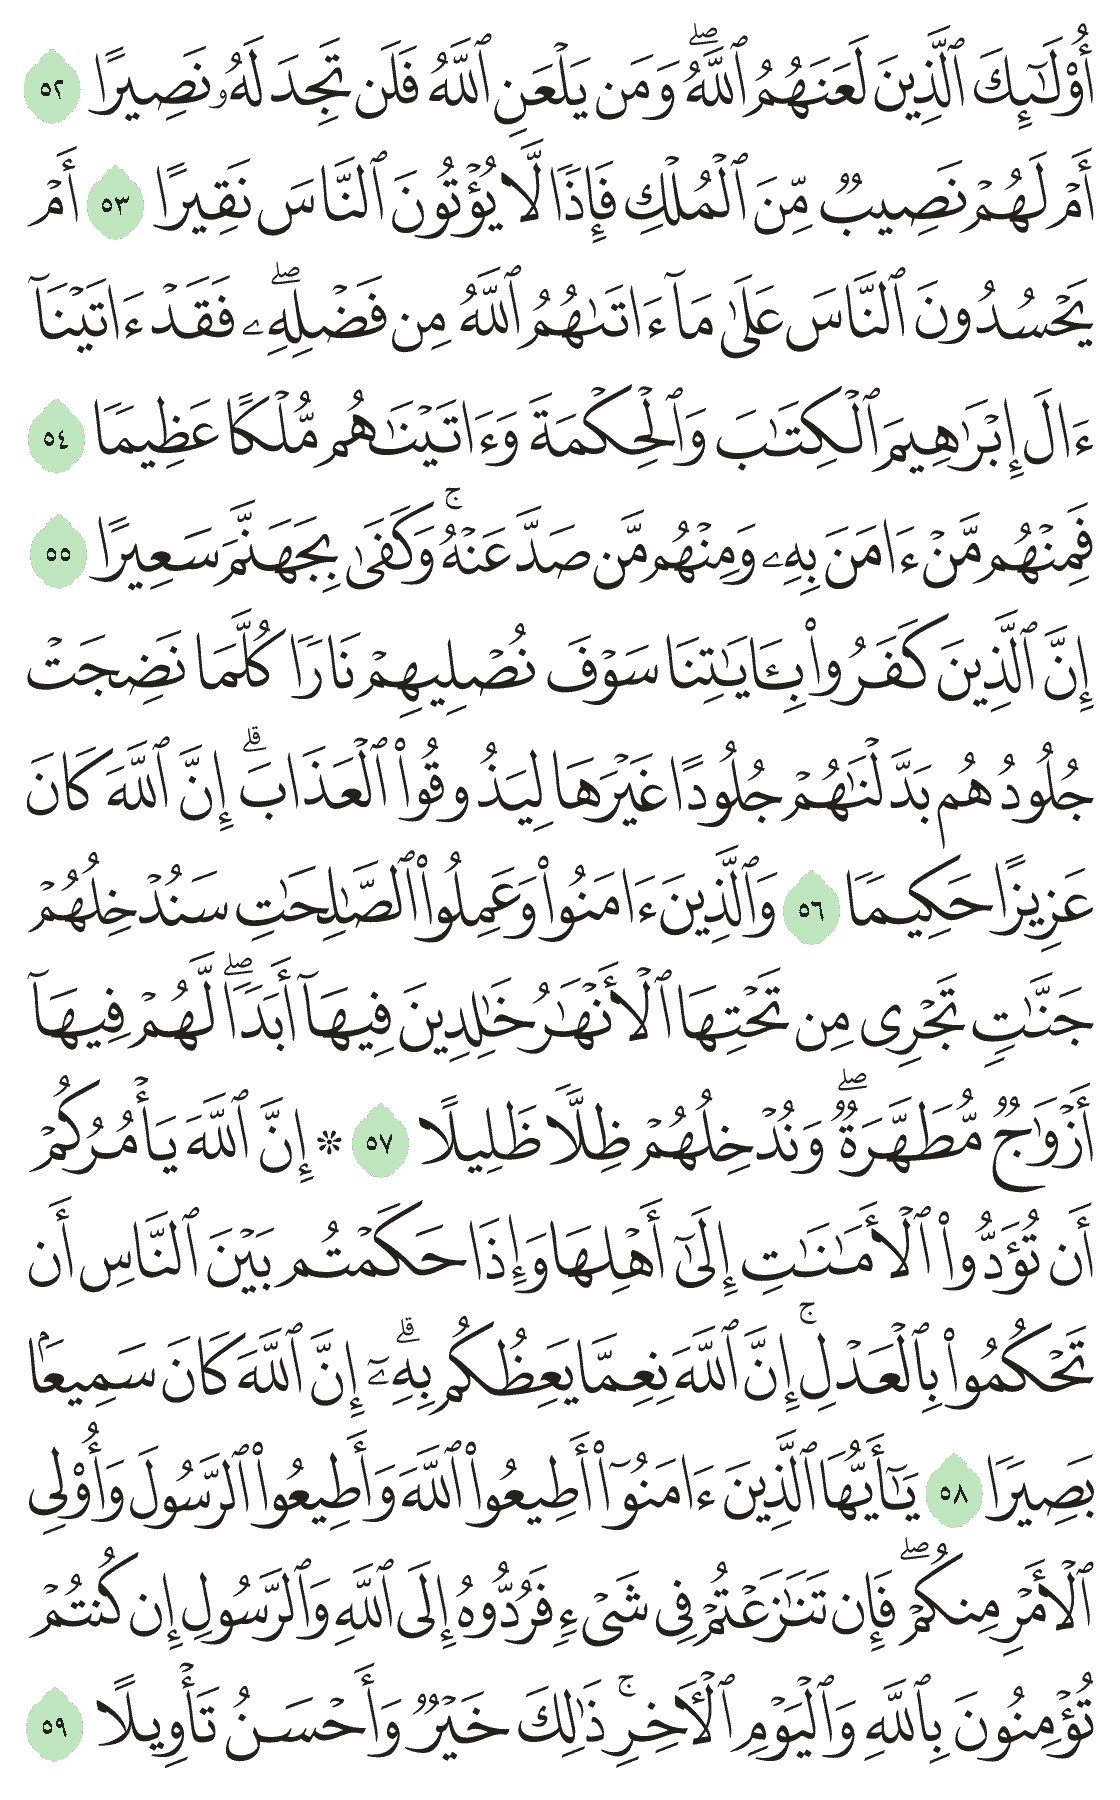 أُوْلَـٰٓئِكَ ٱلَّذِينَ لَعَنَهُمُ ٱللَّهُۖ وَمَن يَلْعَنِ ٱللَّهُ فَلَن تَجِدَ لَهُۥ نَصِيرًا ٥٢
أَمْ لَهُمْ نَصِيبٌ مِّنَ ٱلْمُلْكِ فَإِذًا لَّا يُؤْتُونَ ٱلنَّاسَ نَقِيرًا ٥٣ أَمْ
يَحْسُدُونَ ٱلنَّاسَ عَلَىٰ مَآ ءَاتَىٰهُمُ ٱللَّهُ مِن فَضْلِهِۦۖ فَقَدْ ءَاتَيْنَآ
ءَالَ إِبْرَٰهِيمَ ٱلْكِتَـٰبَ وَٱلْحِكْمَةَ وَءَاتَيْنَـٰهُم مُّلْكًا عَظِيمًا ٥٤
فَمِنْهُم مَّنْ ءَامَنَ بِهِۦ وَمِنْهُم مَّن صَدَّ عَنْهُۚ وَكَفَىٰ بِجَهَنَّمَ سَعِيرًا ٥٥
إِنَّ ٱلَّذِينَ كَفَرُوا۟ بِـَٔايَـٰتِنَا سَوْفَ نُصْلِيهِمْ نَارًا كُلَّمَا نَضِجَتْ
جُلُودُهُم بَدَّلْنَـٰهُمْ جُلُودًا غَيْرَهَا لِيَذُوقُوا۟ ٱلْعَذَابَۗ إِنَّ ٱللَّهَ كَانَ
عَزِيزًا حَكِيمًا ٥٦ وَٱلَّذِينَ ءَامَنُوا۟ وَعَمِلُوا۟ ٱلصَّـٰلِحَـٰتِ سَنُدْخِلُهُمْ
جَنَّـٰتٍ تَجْرِى مِن تَحْتِهَا ٱلْأَنْهَـٰرُ خَـٰلِدِينَ فِيهَآ أَبَدًاۖ لَّهُمْ فِيهَآ
أَزْوَٰجٌ مُّطَهَّرَةٌۖ وَنُدْخِلُهُمْ ظِلًّا ظَلِيلًا ٥٧ ۞ إِنَّ ٱللَّهَ يَأْمُرُكُمْ
أَن تُؤَدُّوا۟ ٱلْأَمَـٰنَـٰتِ إِلَىٰٓ أَهْلِهَا وَإِذَا حَكَمْتُم بَيْنَ ٱلنَّاسِ أَن
تَحْكُمُوا۟ بِٱلْعَدْلِۚ إِنَّ ٱللَّهَ نِعِمَّا يَعِظُكُم بِهِۦٓۗ إِنَّ ٱللَّهَ كَانَ سَمِيعَۢا
بَصِيرًا ٥٨ يَـٰٓأَيُّهَا ٱلَّذِينَ ءَامَنُوٓا۟ أَطِيعُوا۟ ٱللَّهَ وَأَطِيعُوا۟ ٱلرَّسُولَ وَأُوْلِى
ٱلْأَمْرِ مِنكُمْۖ فَإِن تَنَـٰزَعْتُمْ فِى شَىْءٍ فَرُدُّوهُ إِلَى ٱللَّهِ وَٱلرَّسُولِ إِن كُنتُمْ
تُؤْمِنُونَ بِٱللَّهِ وَٱلْيَوْمِ ٱلْـَٔاخِرِۚ ذَٰلِكَ خَيْرٌ وَأَحْسَنُ تَأْوِيلًا ٥٩